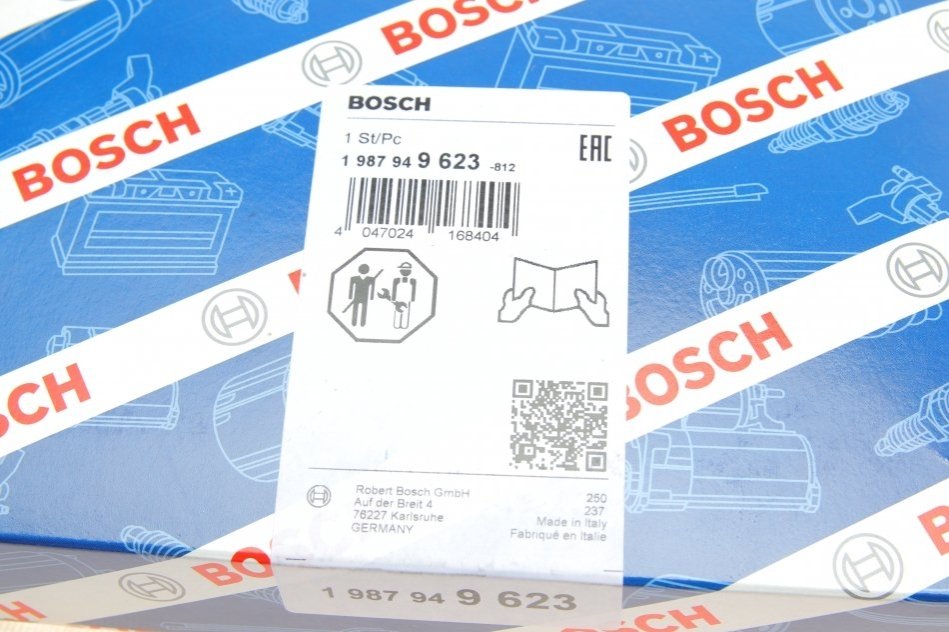 BOSCH
BOSCH
BOSCH
BOSCH
1 St/Pc
EAC
1 987 94 9 623 -812
4 047024 168404
BOSCH
BOSCH
Robert Bosch GmbH
Auf der Breit 4
76227 Karlsruhe
GERMANY
250
237
Made in Italy
Fabriqué en Italie
BO
1 987 94 9 623
BOSCH